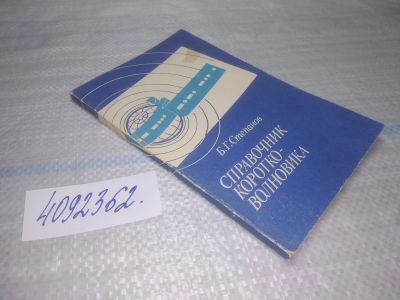 Б.Г.Степанов
СПРАВОЧНИК
КОРОТКО-
ВОЛНОВИКА
4092362.